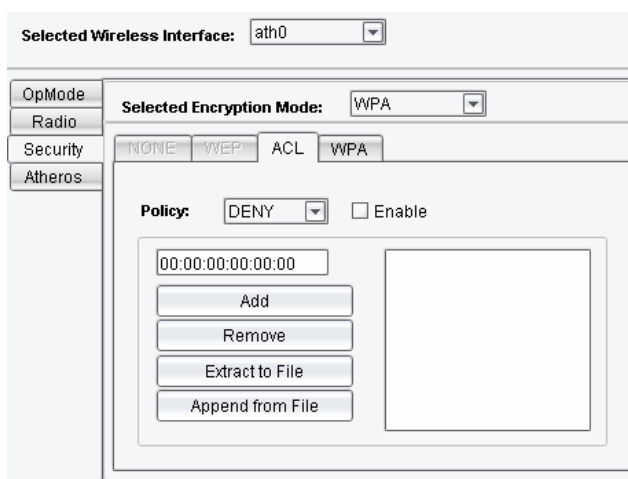 Selected Wireless Interface: ath0
OpMode
Radio
Security
Atheros
Selected Encryption Mode: WPA
NONE WEP ACL WPA
Policy: DENY Enable
00:00:00:00:00:00
Add
Remove
Extract to File
Append from File